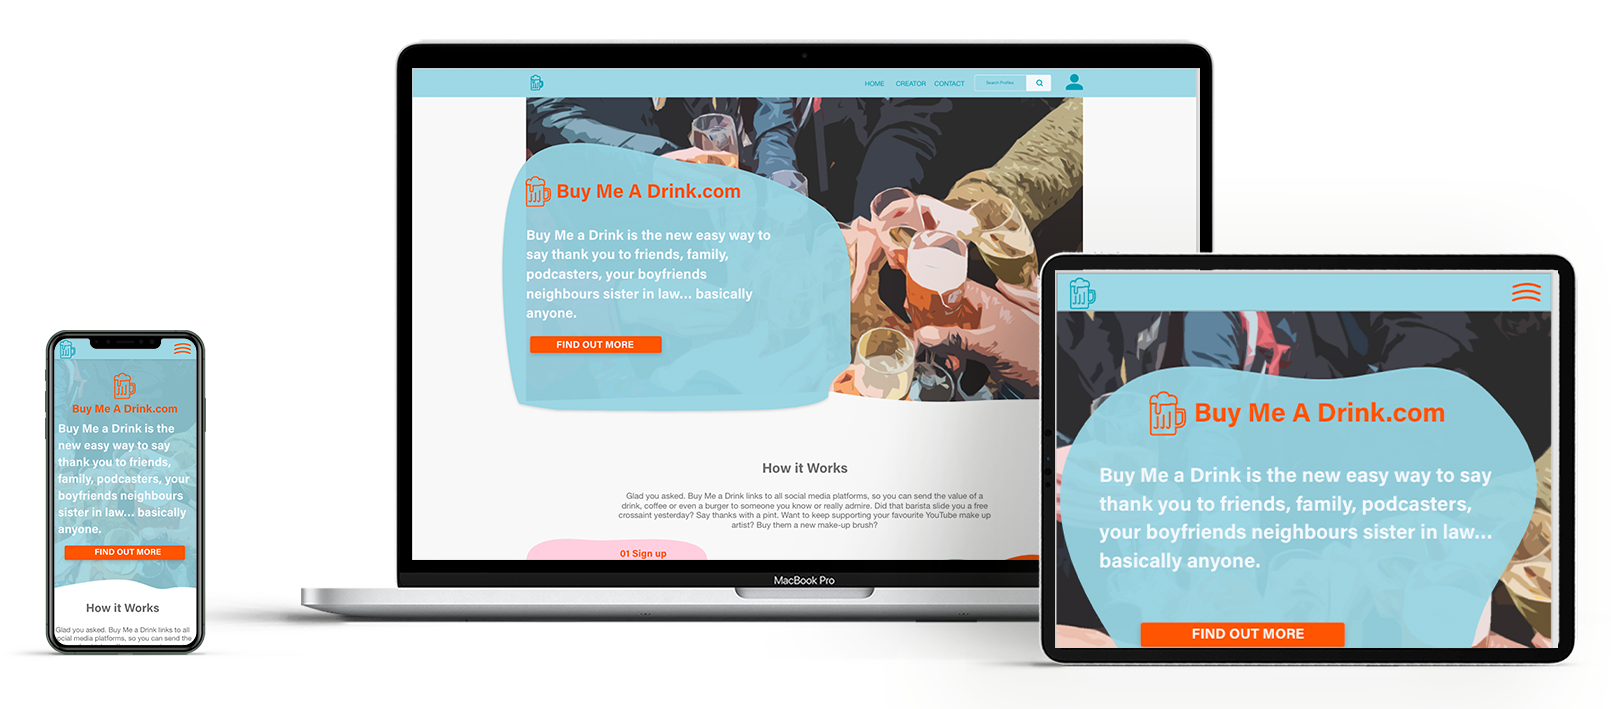 HOME CREATOR CONTACT Search Profiles
Buy Me A Drink.com
Buy Me a Drink is the new easy way to
say thank you to friends, family,
podcasters, your boyfriends
neighbours sister in law... basically
anyone.
FIND OUT MORE
How it Works
Glad you asked. Buy Me a Drink links to all social media platforms, so you can send the value of a
drink, coffee or even a burger to someone you know or really admire. Did that barista slide you a free
crossaint yesterday? Say thanks with a pint. Want to keep supporting your favourite YouTube make up
artist? Buy them a new make-up brush?
01 Sign up
MacBook Pro
Buy Me A Drink.com
Buy Me a Drink is the
new easy way to say
thank you to friends,
family, podcasters, your
boyfriends neighbours
sister in law... basically
anyone.
FIND OUT MORE
How it Works
Glad you asked. Buy Me a Drink links to all
social media platforms, so you can send the
Buy Me A Drink.com
Buy Me a Drink is the new easy way to say
thank you to friends, family, podcasters,
your boyfriends neighbours sister in law...
basically anyone.
FIND OUT MORE